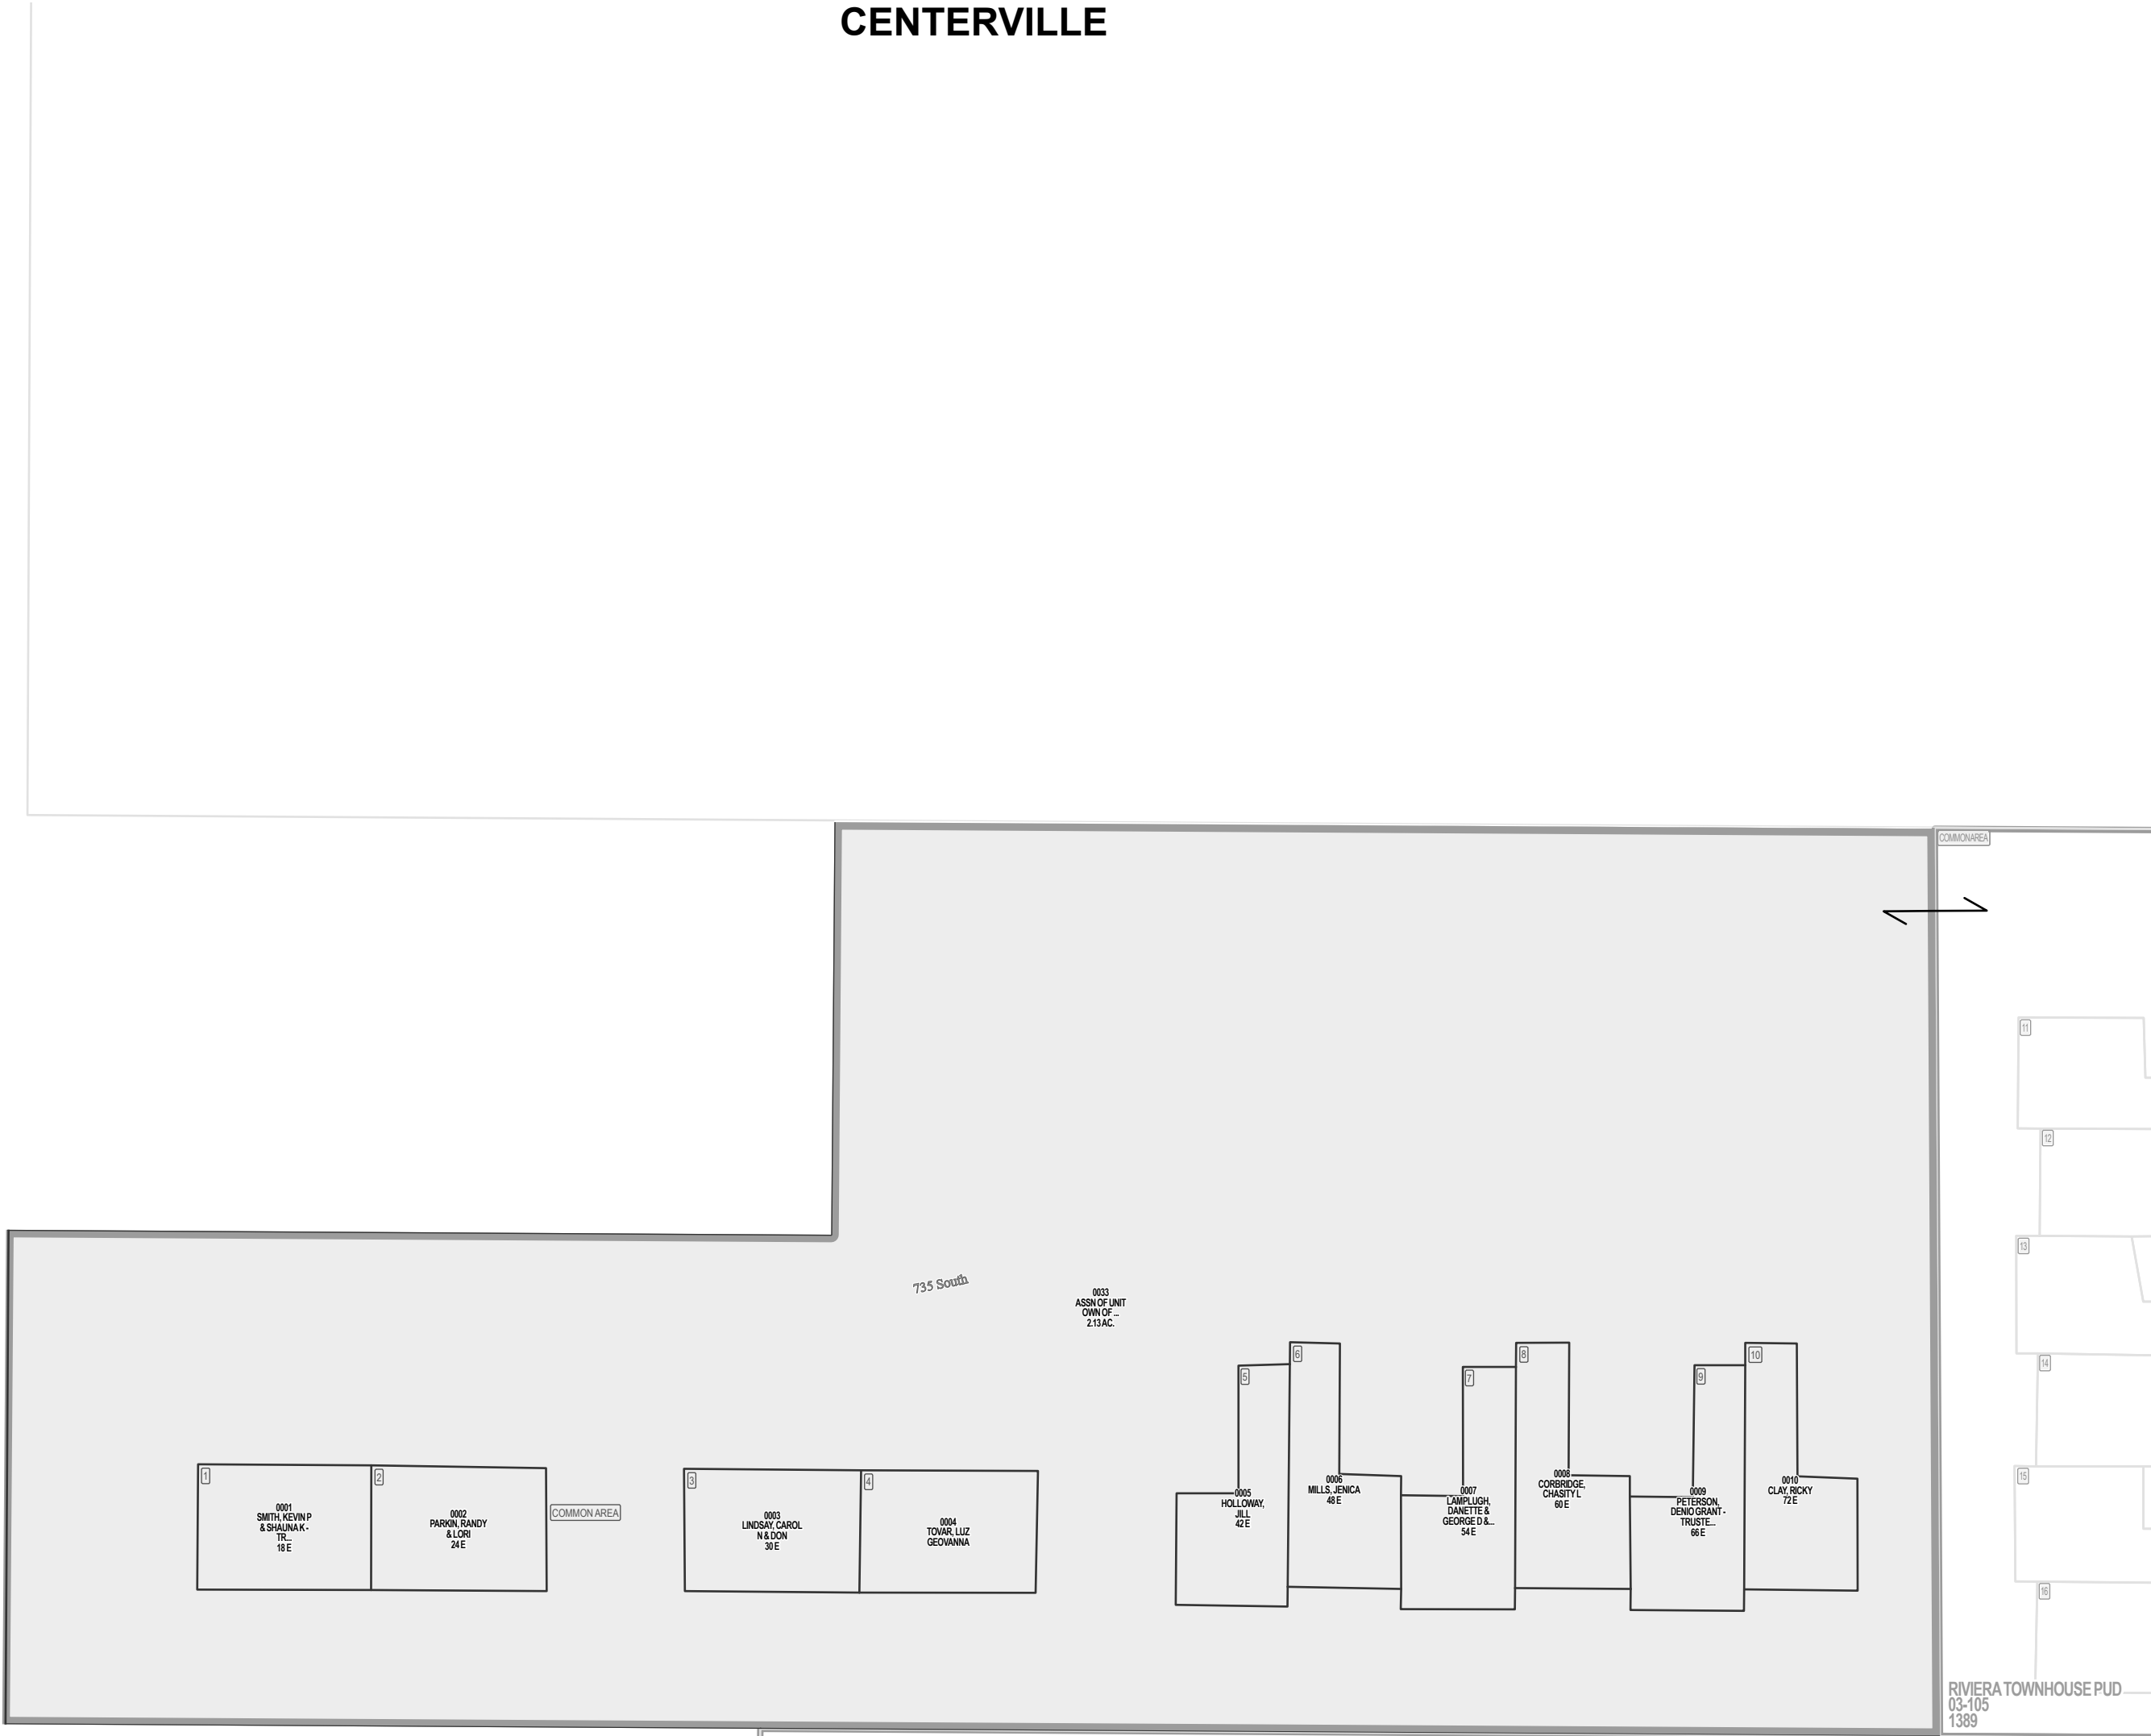 CENTERVILLE
COMMON AREA
11
12
13
14
15
16
735 South
0033
ASSN OF UNIT
OWN OF ...
2.13 AC.
1
0001
SMITH, KEVIN P
& SHAUNA K -
TR...
18 E
2
0002
PARKIN, RANDY
& LORI
24 E
COMMON AREA
3
0003
LINDSAY, CAROL
N & DON
30 E
4
0004
TOVAR, LUZ
GEOVANNA
5
0005
HOLLOWAY,
JILL
42 E
6
0006
MILLS, JENICA
48 E
7
0007
LAMPLUGH,
DANETTE &
GEORGE D &...
54 E
8
0008
CORBRIDGE,
CHASITY L
60 E
9
0009
PETERSON,
DENIO GRANT -
TRUSTE...
66 E
10
0010
CLAY, RICKY
72 E
RIVIERA TOWNHOUSE PUD
03-105
1389